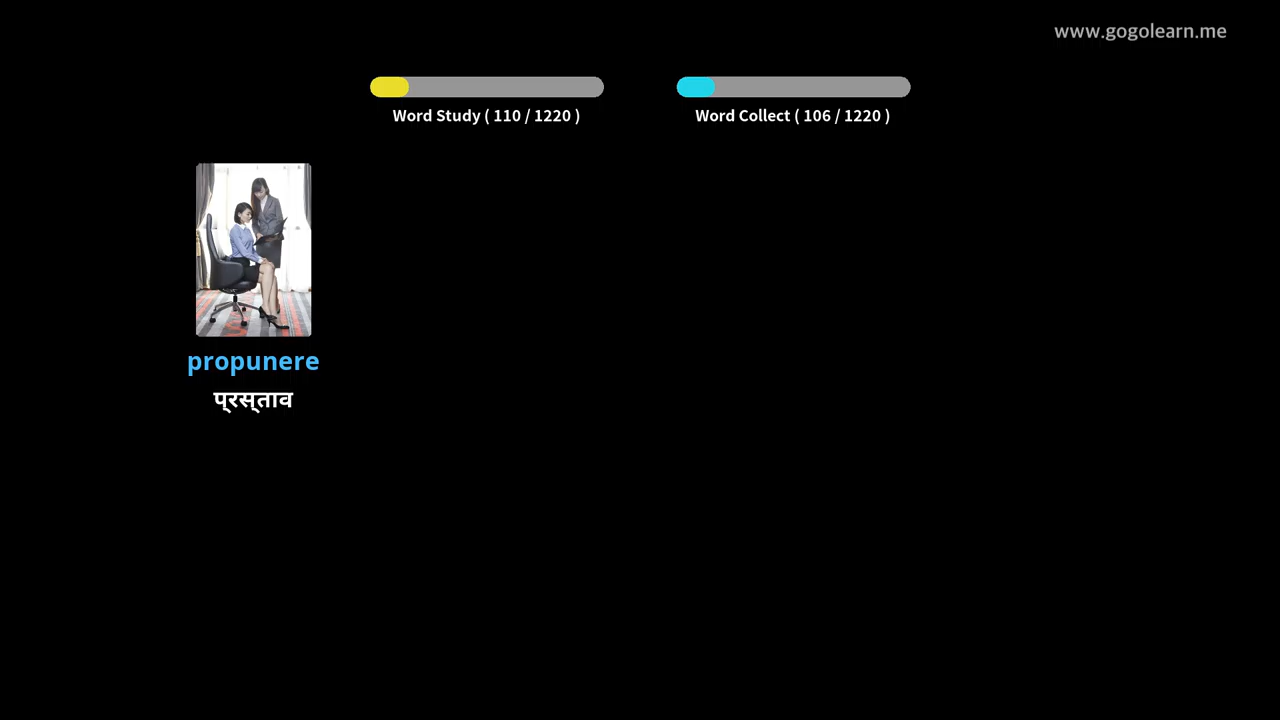 www.gogolearn.me
Word Study ( 110 / 1220 )
Word Collect ( 106 / 1220 )
propunere
प्रस्ताव